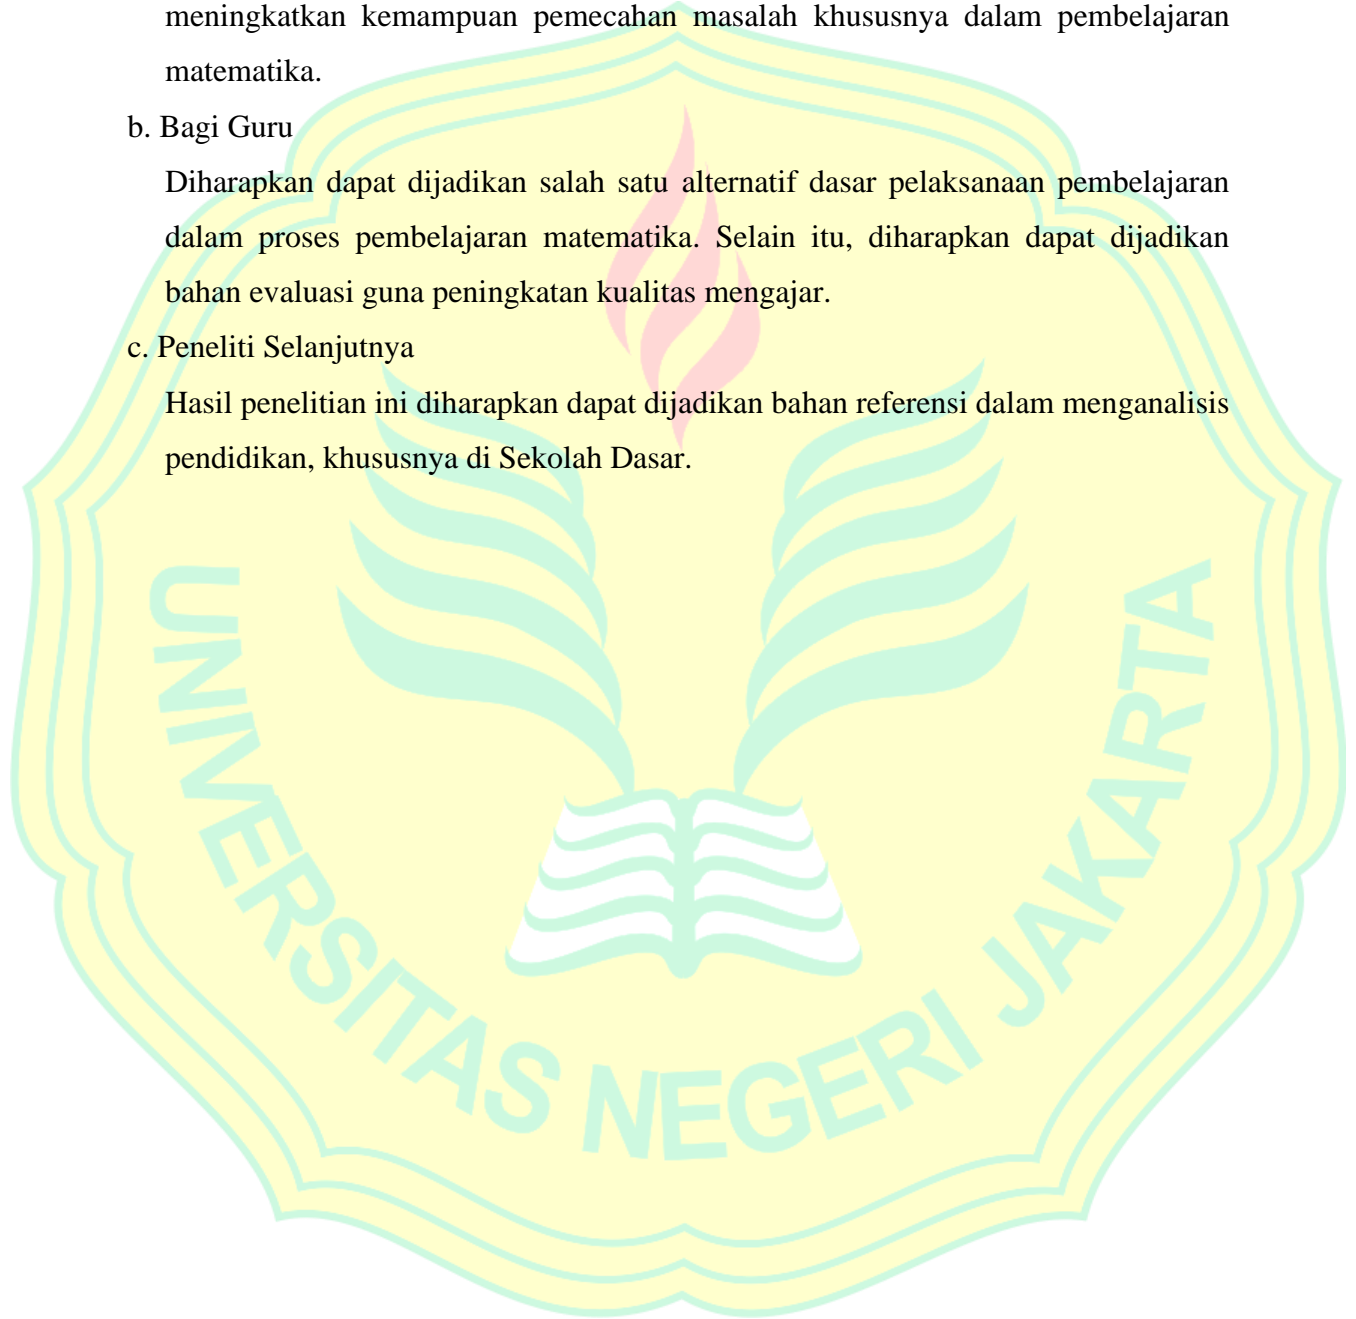 meningkatkan kemampuan pemecahan masalah khususnya dalam pembelajaran
matematika.
b. Bagi Guru
Diharapkan dapat dijadikan salah satu alternatif dasar pelaksanaan pembelajaran
dalam proses pembelajaran matematika. Selain itu, diharapkan dapat dijadikan
bahan evaluasi guna peningkatan kualitas mengajar.
c. Peneliti Selanjutnya
Hasil penelitian ini diharapkan dapat dijadikan bahan referensi dalam menganalisis
pendidikan, khususnya di Sekolah Dasar.
UNIVERSITAS NEGERI JAKARTA